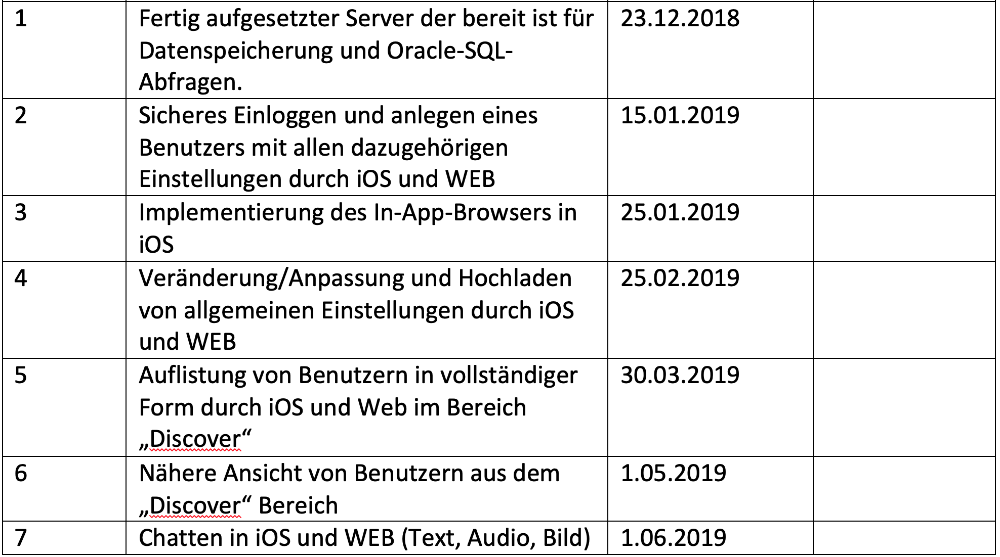 1 Fertig aufgesetzter Server der bereit ist für 23.12.2018
Datenspeicherung und Oracle-SQL-
Abfragen.
2 Sicheres Einloggen und anlegen eines 15.01.2019
Benutzers mit allen dazugehörigen
Einstellungen durch iOS und WEB
3 Implementierung des In-App-Browsers in 25.01.2019
iOS
4 Veränderung/Anpassung und Hochladen 25.02.2019
von allgemeinen Einstellungen durch iOS
und WEB
5 Auflistung von Benutzern in vollständiger 30.03.2019
Form durch iOS und Web im Bereich
„Discover“
6 Nähere Ansicht von Benutzern aus dem 1.05.2019
„Discover“ Bereich
7 Chatten in iOS und WEB (Text, Audio, Bild) 1.06.2019